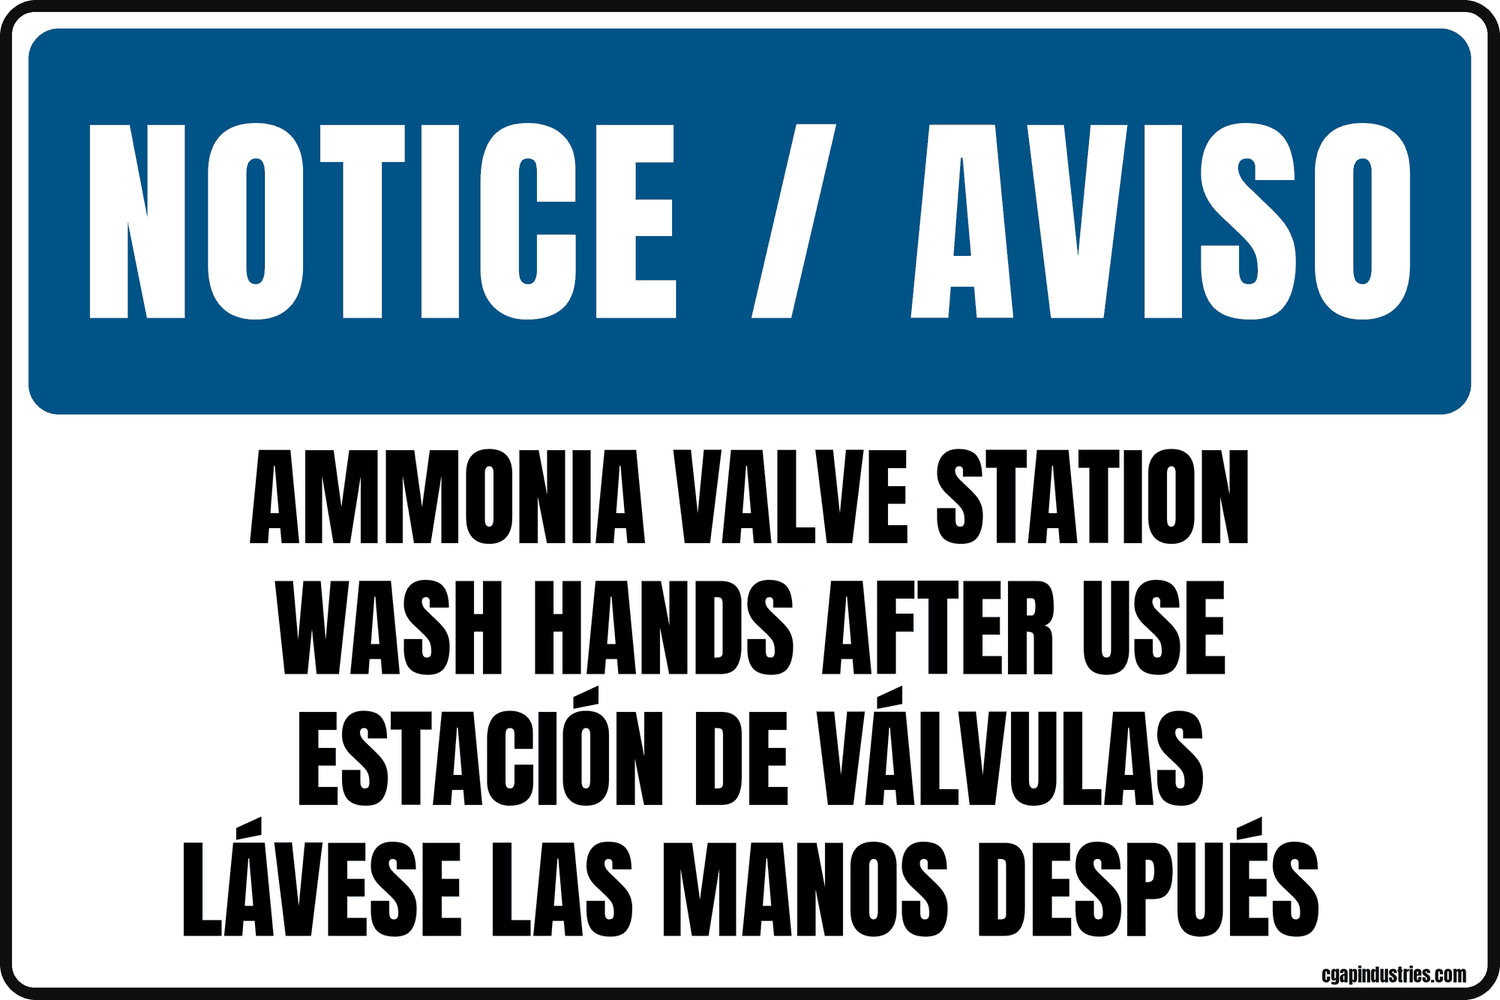 NOTICE / AVISO
AMMONIA VALVE STATION
WASH HANDS AFTER USE
ESTACIÓN DE VÁLVULAS
LÁVESE LAS MANOS DESPUÉS
cgapindustries.com